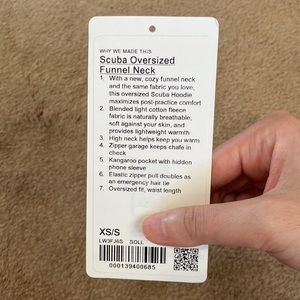 WHY WE MADE THIS
Scuba Oversized
Funnel Neck
1. With a new, cozy funnel neck
and the same fabric you love,
this oversized Scuba Hoodie
maximizes post-practice comfort
2. Blended light cotton fleece
fabric is naturally breathable,
soft against your skin, and
provides lightweight warmth
3. High neck helps keep you warm
4. Zipper garage keeps chafe in
check
5. Kangaroo pocket with hidden
phone sleeve
6. Elastic zipper pull doubles as
an emergency hair tie
7. Oversized fit, waist length
XS/S
LW3FJ6S SOLL
000139400685